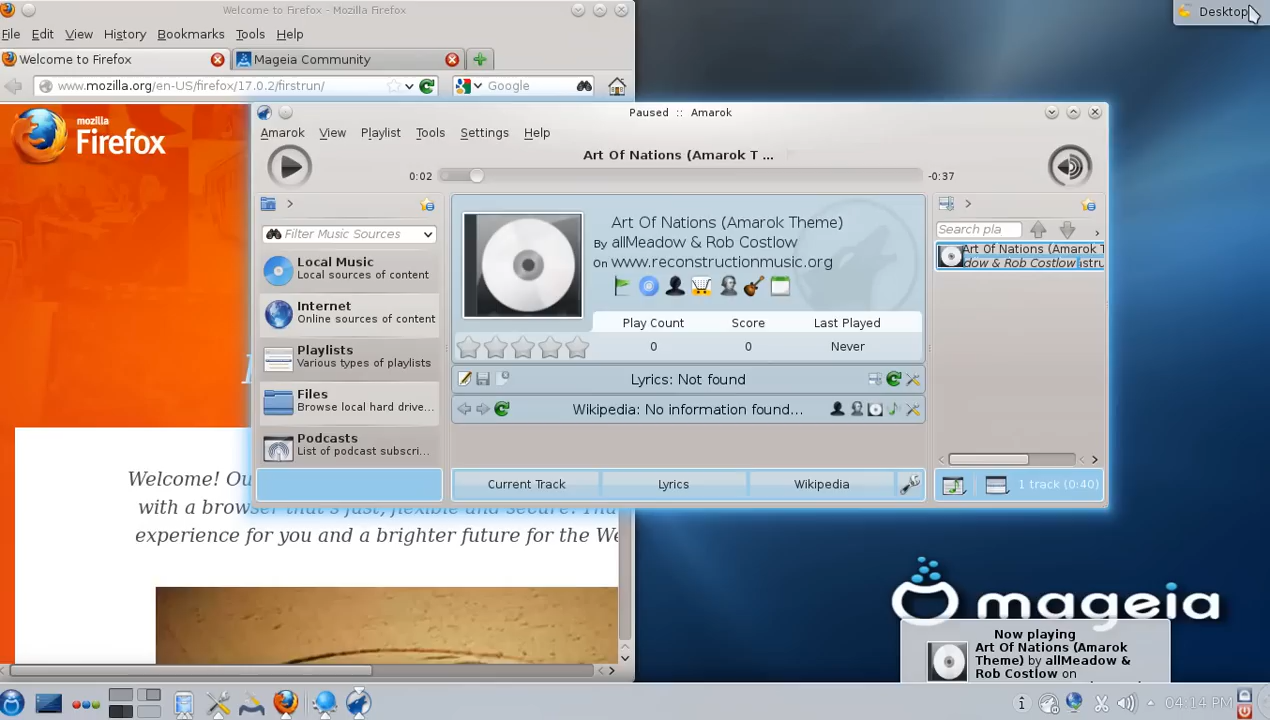 Welcome to Firefox - Mozilla Firefox
Desktop
File Edit View History Bookmarks Tools Help
Welcome to Firefox
Mageia Community
www.mozilla.org/en-US/firefox/17.0.2/firstrun/
Google
mozilla
Firefox
Paused :: Amarok
Amarok View Playlist Tools Settings Help
Art Of Nations (Amarok T ...
0:02
-0:37
Filter Music Sources
Local Music
Local sources of content
Internet
Online sources of content
Playlists
Various types of playlists
Files
Browse local hard drive...
Podcasts
List of podcast subscri...
Art Of Nations (Amarok Theme)
By allMeadow & Rob Costlow
On www.reconstructionmusic.org
Play Count Score Last Played
0 0 Never
Lyrics: Not found
Wikipedia: No information found...
Current Track Lyrics Wikipedia
Search pla
Art Of Nations (Amarok T
dow & Rob Costlow
1 track (0:40)
Welcome! Ou
with a browser that's fast, flexible and secure. Tha
experience for you and a brighter future for the We
mageia
Now playing
Art Of Nations (Amarok
Theme) by allMeadow &
Rob Costlow on
04:14 PM